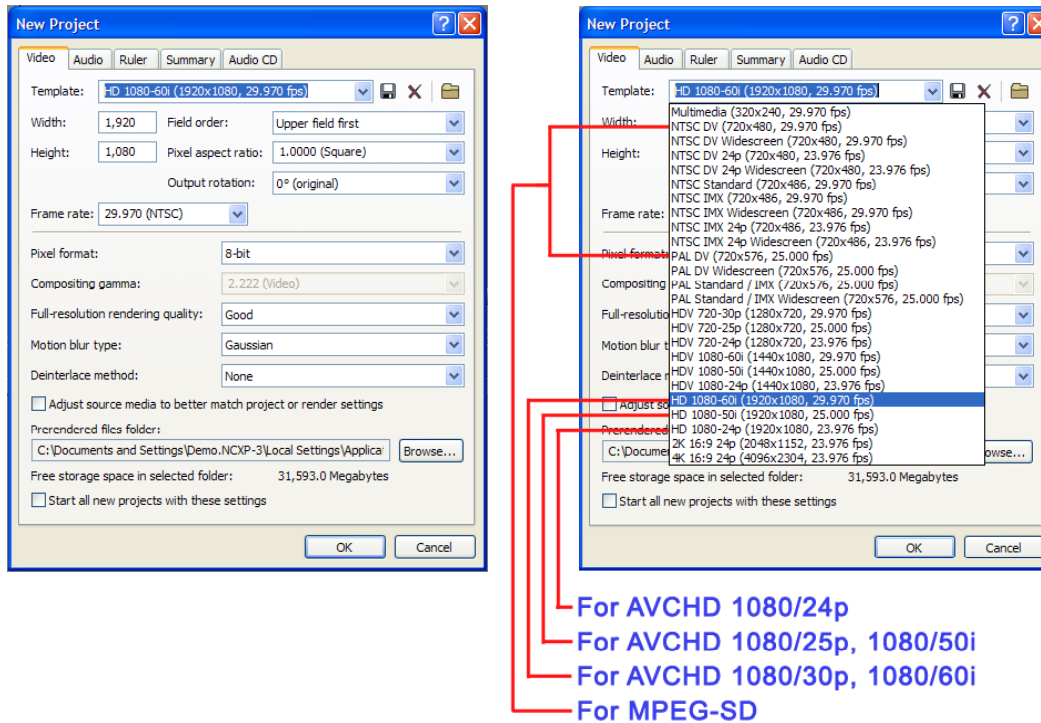 New Project
Video Audio Ruler Summary Audio CD
Template: HD 1080-60i (1920x1080, 29.970 fps)
Width: 1,920 Field order: Upper field first
Height: 1,080 Pixel aspect ratio: 1.0000 (Square)
Output rotation: 0° (original)
Frame rate: 29.970 (NTSC)
Pixel format: 8-bit
Compositing gamma: 2.222 (Video)
Full-resolution rendering quality: Good
Motion blur type: Gaussian
Deinterlace method: None
Adjust source media to better match project or render settings
Prerendered files folder:
C:\Documents and Settings\Demo.NCXP-3\Local Settings\Applicat Browse...
Free storage space in selected folder: 31,593.0 Megabytes
Start all new projects with these settings
OK Cancel
New Project
Video Audio Ruler Summary Audio CD
Template: HD 1080-60i (1920x1080, 29.970 fps)
Width:
Height:
Frame rate:
Pixel format:
Compositing
Full-resolutio
Motion blur t
Deinterlace r
Adjust so
Prerendered
C:\Documer owse...
Multimedia (320x240, 29.970 fps)
NTSC DV (720x480, 29.970 fps)
NTSC DV Widescreen (720x480, 29.970 fps)
NTSC DV 24p (720x480, 23.976 fps)
NTSC DV 24p Widescreen (720x480, 23.976 fps)
NTSC Standard (720x486, 29.970 fps)
NTSC IMX (720x486, 29.970 fps)
NTSC IMX Widescreen (720x486, 29.970 fps)
NTSC IMX 24p (720x486, 23.976 fps)
NTSC IMX 24p Widescreen (720x486, 23.976 fps)
PAL DV (720x576, 25.000 fps)
PAL DV Widescreen (720x576, 25.000 fps)
PAL Standard / IMX (720x576, 25.000 fps)
PAL Standard / IMX Widescreen (720x576, 25.000 fps)
HDV 720-30p (1280x720, 29.970 fps)
HDV 720-25p (1280x720, 25.000 fps)
HDV 720-24p (1280x720, 23.976 fps)
HDV 1080-60i (1440x1080, 29.970 fps)
HDV 1080-50i (1440x1080, 25.000 fps)
HDV 1080-24p (1440x1080, 23.976 fps)
HD 1080-60i (1920x1080, 29.970 fps)
HD 1080-50i (1920x1080, 25.000 fps)
HD 1080-24p (1920x1080, 23.976 fps)
2K 16:9 24p (2048x1152, 23.976 fps)
4K 16:9 24p (4096x2304, 23.976 fps)
Free storage space in selected folder: 31,593.0 Megabytes
Start all new projects with these settings
OK Cancel
For AVCHD 1080/24p
For AVCHD 1080/25p, 1080/50i
For AVCHD 1080/30p, 1080/60i
For MPEG-SD